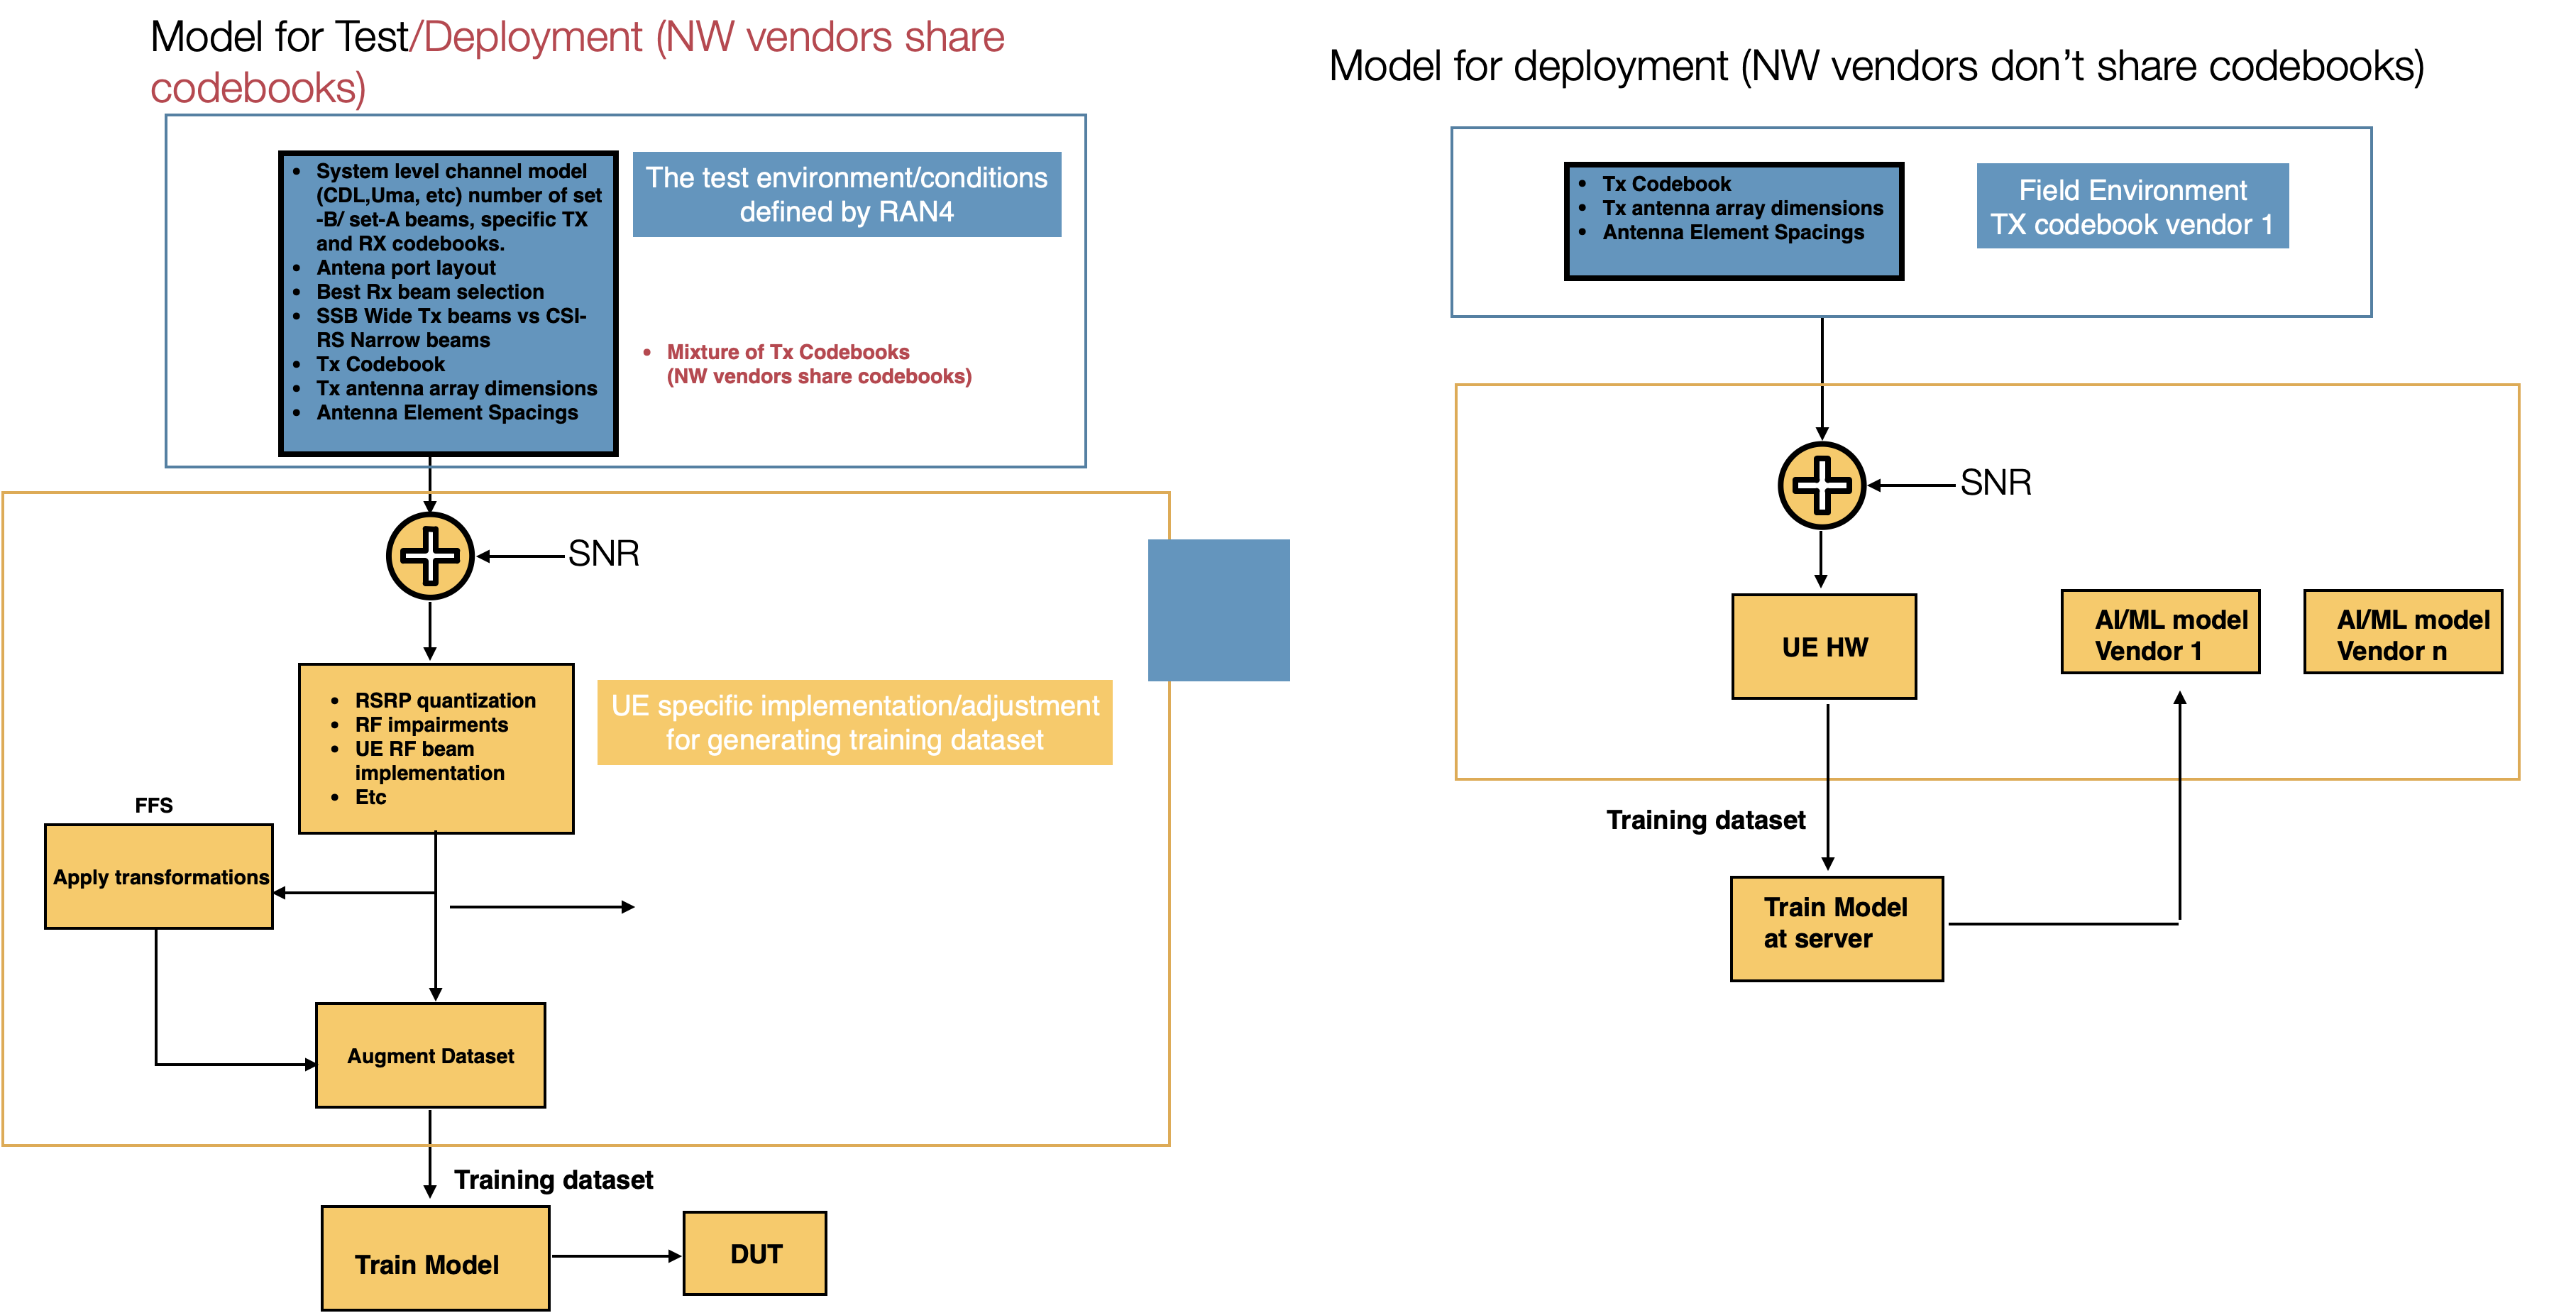 Model for Test/Deployment (NW vendors share
codebooks)
• System level channel model
(CDL,Uma, etc) number of set
-B/ set-A beams, specific TX
and RX codebooks.
• Antena port layout
• Best Rx beam selection
• SSB Wide Tx beams vs CSI-
RS Narrow beams
• Tx Codebook
• Tx antenna array dimensions
• Antenna Element Spacings
The test environment/conditions
defined by RAN4
• Mixture of Tx Codebooks
(NW vendors share codebooks)
SNR
• RSRP quantization
• RF impairments
• UE RF beam
implementation
• Etc
UE specific implementation/adjustment
for generating training dataset
FFS
Apply transformations
Augment Dataset
Training dataset
Train Model
DUT
Model for deployment (NW vendors don’t share codebooks)
• Tx Codebook
• Tx antenna array dimensions
• Antenna Element Spacings
Field Environment
TX codebook vendor 1
SNR
UE HW
AI/ML model
Vendor 1
AI/ML model
Vendor n
Training dataset
Train Model
at server